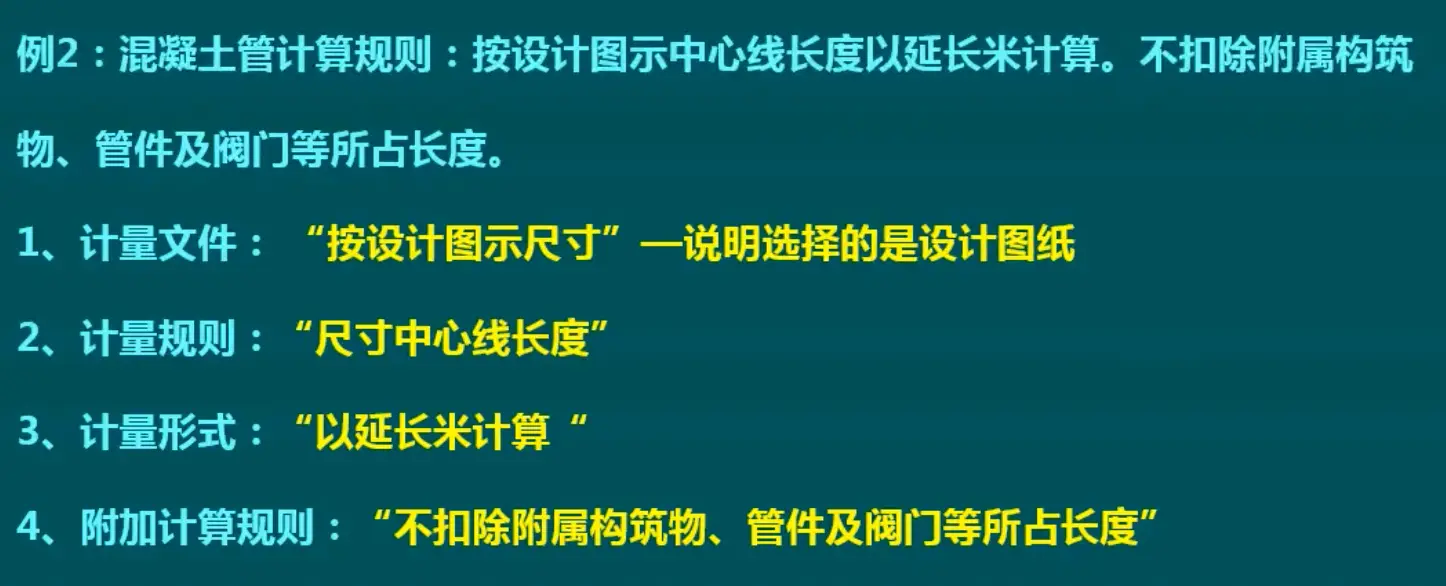 例2：混凝土管计算规则：按设计图示中心线长度以延长米计算。不扣除附属构筑
物、管件及阀门等所占长度。
1、计量文件： “按设计图示尺寸”—说明选择的是设计图纸
2、计量规则：“尺寸中心线长度”
3、计量形式：“以延长米计算 “
4、附加计算规则：“不扣除附属构筑物、管件及阀门等所占长度”